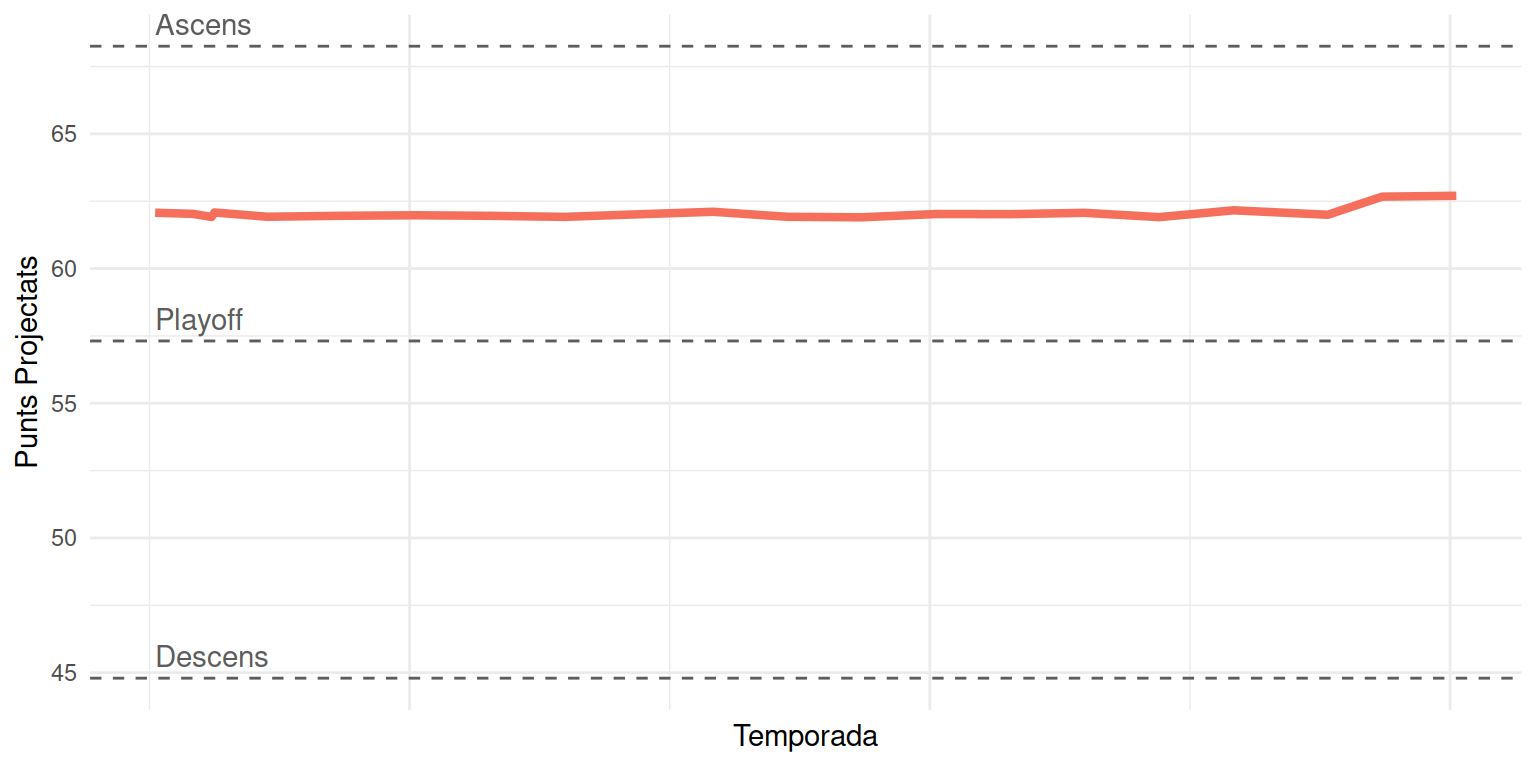 Ascens
65
60
Playoff
55
50
Descens
45
Punts Projectats
Temporada